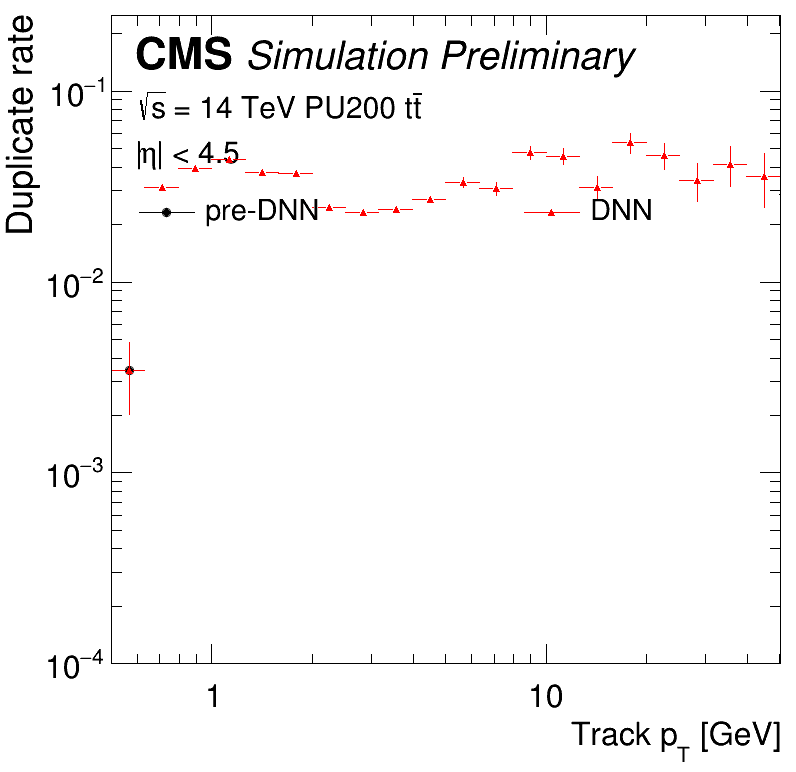 Duplicate rate
CMS Simulation Preliminary
√s = 14 TeV PU200 tt̄
|η| < 4.5
pre-DNN
DNN
10⁻¹
10⁻²
10⁻³
10⁻⁴
1
10
Track p_T [GeV]